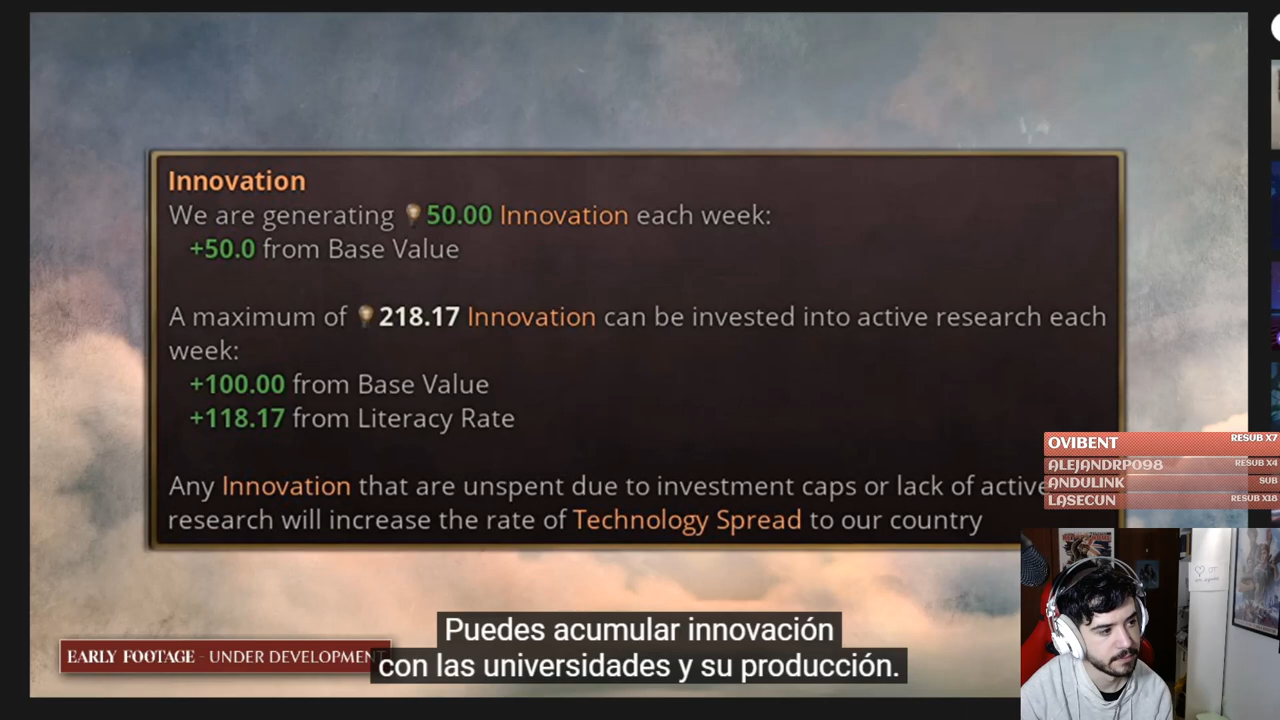 Innovation
We are generating 50.00 Innovation each week:
+50.0 from Base Value
A maximum of 218.17 Innovation can be invested into active research each
week:
+100.00 from Base Value
+118.17 from Literacy Rate
Any Innovation that are unspent due to investment caps or lack of active
research will increase the rate of Technology Spread to our country
OVIBENT RESUB X7
ALEJANDRP098 RESUB X4
ANDULINK SUB
LASECUN RESUB X18
Puedes acumular innovación
con las universidades y su producción.
EARLY FOOTAGE - UNDER DEVELOPMENT